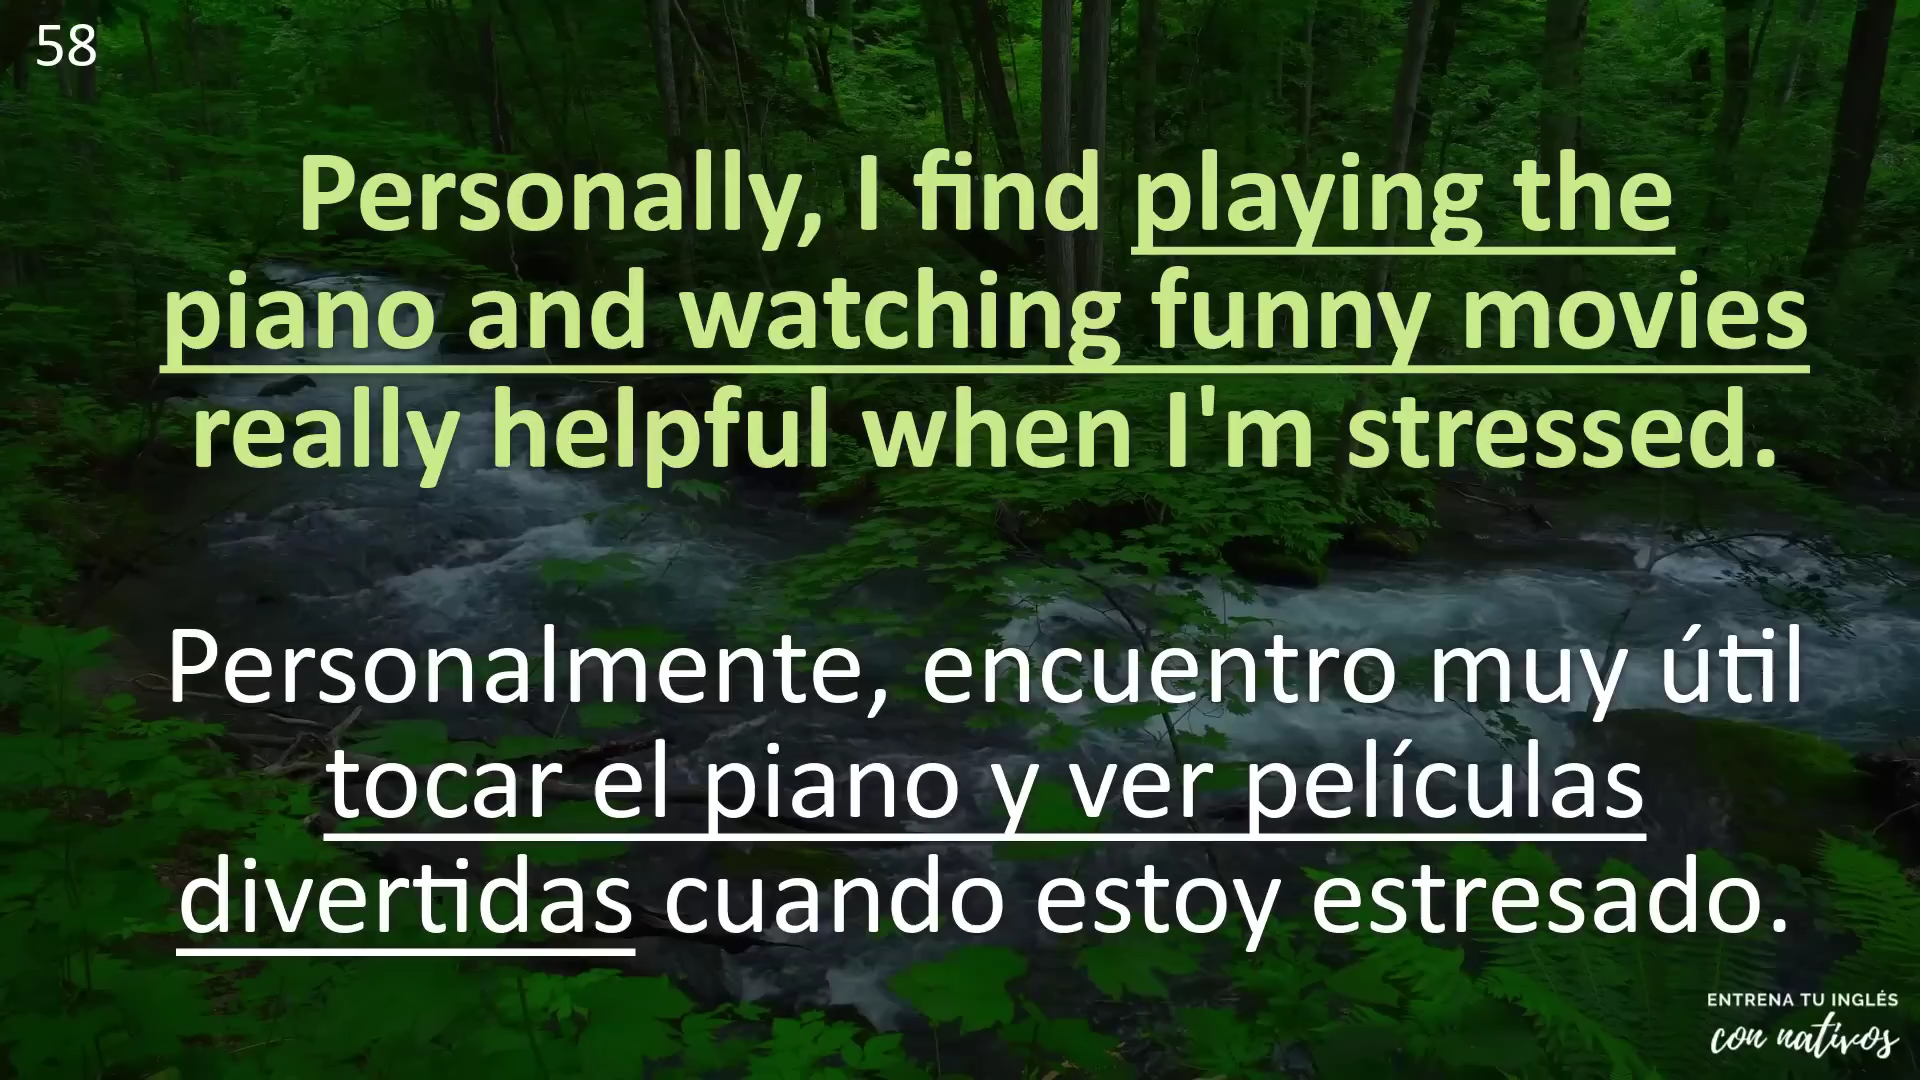 58
Personally, I find playing the
piano and watching funny movies
really helpful when I'm stressed.
Personalmente, encuentro muy útil
tocar el piano y ver películas
divertidas cuando estoy estresado.
ENTRENA TU INGLÉS
con nativos